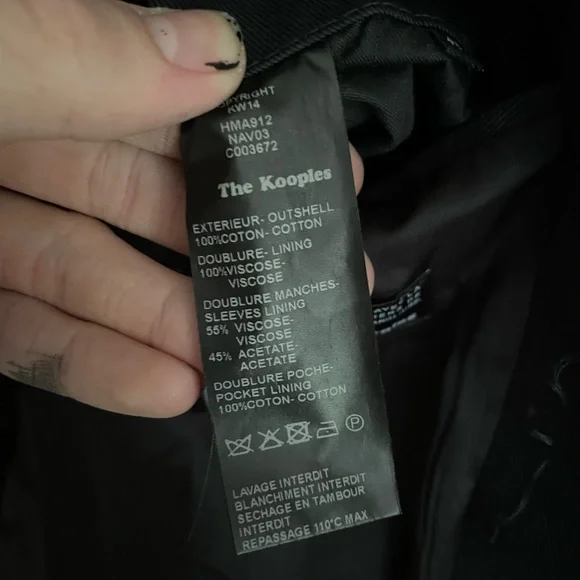 KW14
HMA912
NAV03
C003672
The Kooples
EXTERIEUR- OUTSHELL
100%COTON- COTTON
DOUBLURE- LINING
100%VISCOSE-
VISCOSE
DOUBLURE MANCHES-
SLEEVES LINING
55% VISCOSE-
VISCOSE
45% ACETATE-
ACETATE
DOUBLURE POCHE-
POCKET LINING
100%COTON- COTTON
P
LAVAGE INTERDIT
BLANCHIMENT INTERDIT
SECHAGE EN TAMBOUR
INTERDIT
REPASSAGE 110°C MAX